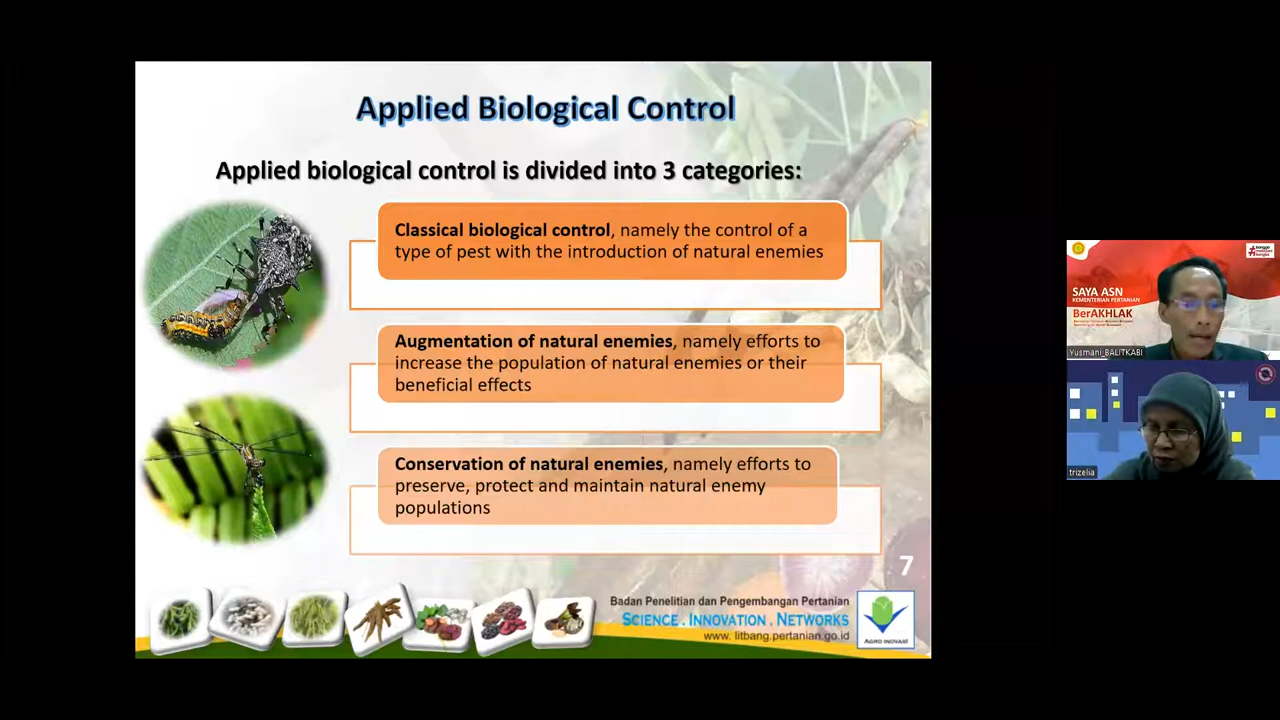 Applied Biological Control
Applied biological control is divided into 3 categories:
Classical biological control, namely the control of a
type of pest with the introduction of natural enemies
Augmentation of natural enemies, namely efforts to
increase the population of natural enemies or their
beneficial effects
Conservation of natural enemies, namely efforts to
preserve, protect and maintain natural enemy
populations
7
Badan Penelitian dan Pengembangan Pertanian
SCIENCE . INNOVATION . NETWORKS
www. litbang.pertanian.go.id
AGRO INOVASI
SAYA ASN
KEMENTERIAN PERTANIAN
BerAKHLAK
Yusmani_BALITKABI
trizelia